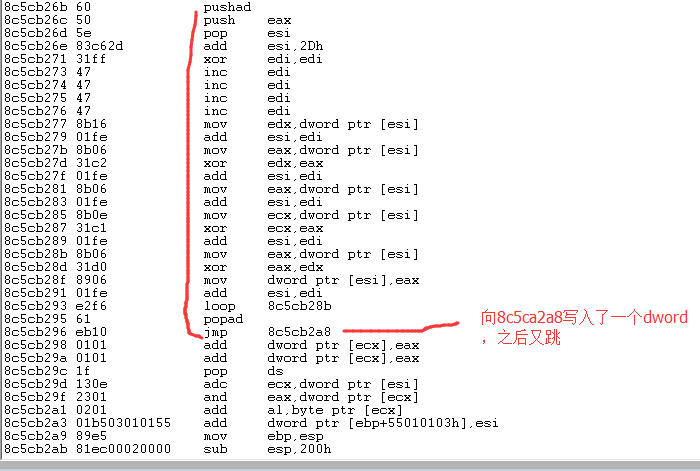 8c5cb26b 60 pushad
8c5cb26c 50 push eax
8c5cb26d 5e pop esi
8c5cb26e 83c62d add esi,2Dh
8c5cb271 31ff xor edi,edi
8c5cb273 47 inc edi
8c5cb274 47 inc edi
8c5cb275 47 inc edi
8c5cb276 47 inc edi
8c5cb277 8b16 mov edx,dword ptr [esi]
8c5cb279 01fe add esi,edi
8c5cb27b 8b06 mov eax,dword ptr [esi]
8c5cb27d 31c2 xor edx,eax
8c5cb27f 01fe add esi,edi
8c5cb281 8b06 mov eax,dword ptr [esi]
8c5cb283 01fe add esi,edi
8c5cb285 8b0e mov ecx,dword ptr [esi]
8c5cb287 31c1 xor ecx,eax
8c5cb289 01fe add esi,edi
8c5cb28b 8b06 mov eax,dword ptr [esi]
8c5cb28d 31d0 xor eax,edx
8c5cb28f 8906 mov dword ptr [esi],eax
8c5cb291 01fe add esi,edi
8c5cb293 e2f6 loop 8c5cb28b
8c5cb295 61 popad
8c5cb296 eb10 jmp 8c5cb2a8
8c5cb298 0101 add dword ptr [ecx],eax
8c5cb29a 0101 add dword ptr [ecx],eax
8c5cb29c 1f pop ds
8c5cb29d 130e adc ecx,dword ptr [esi]
8c5cb29f 2301 and eax,dword ptr [ecx]
8c5cb2a1 0201 add al,byte ptr [ecx]
8c5cb2a3 01b503010155 add dword ptr [ebp+55010103h],esi
8c5cb2a9 89e5 mov ebp,esp
8c5cb2ab 81ec00020000 sub esp,200h
向8c5ca2a8写入了一个dword
，之后又跳